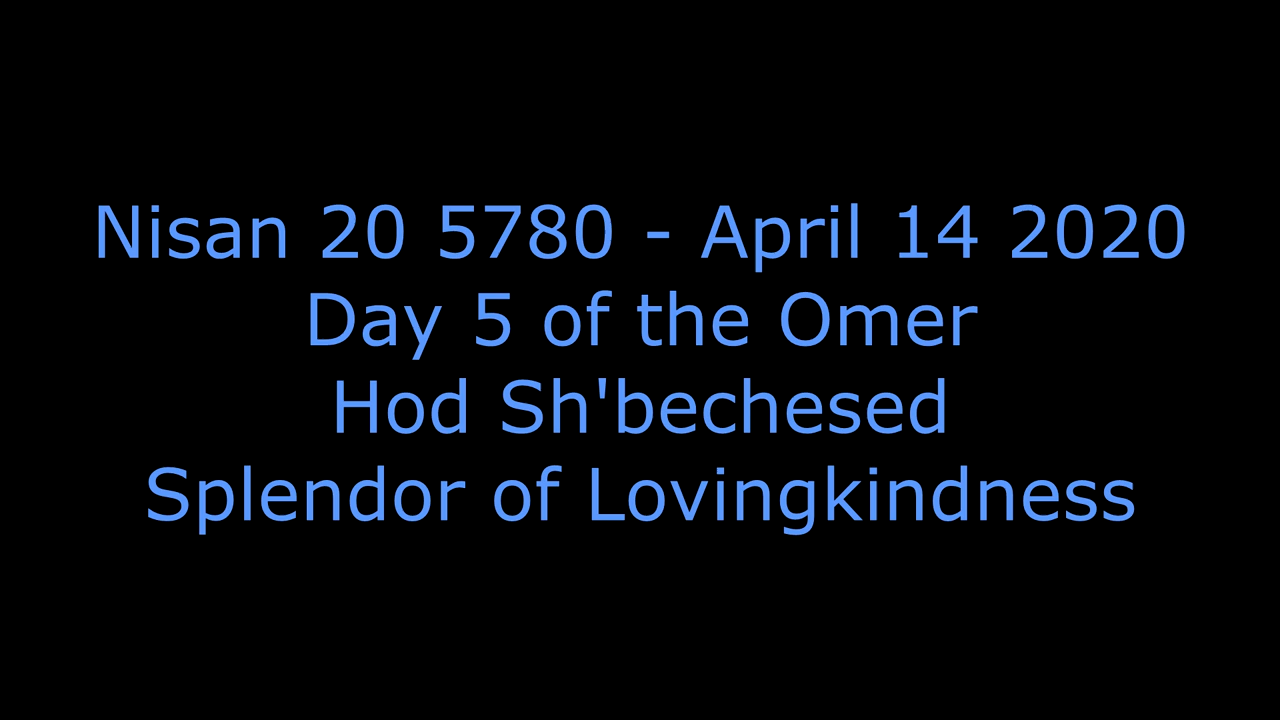 Nisan 20 5780 - April 14 2020
Day 5 of the Omer
Hod Sh'bechesed
Splendor of Lovingkindness